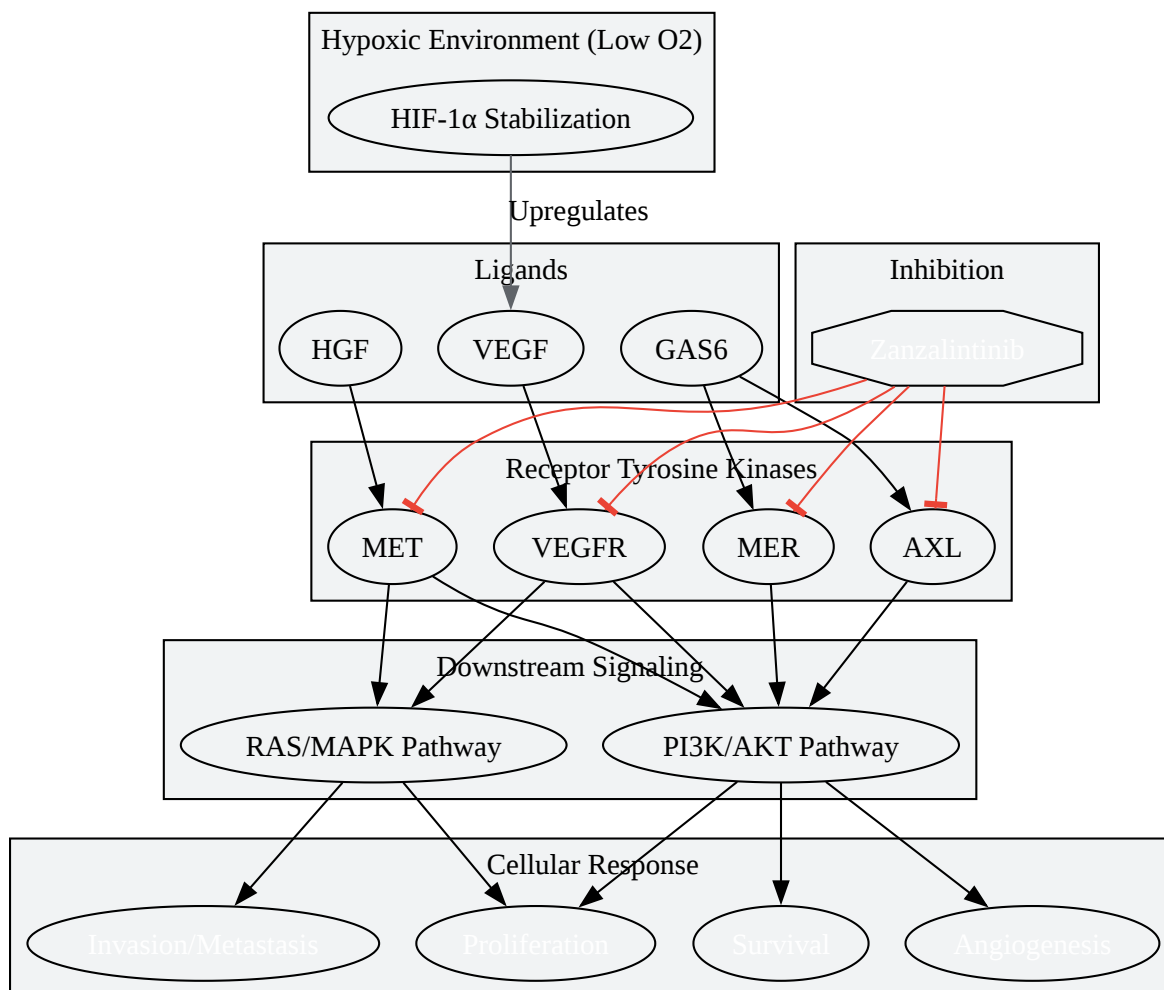 Hypoxic Environment (Low O2)
HIF-1α Stabilization
Upregulates
Ligands
Inhibition
HGF
VEGF
GAS6
Zanzalintinib
Receptor Tyrosine Kinases
MET
VEGFR
MER
AXL
Downstream Signaling
RAS/MAPK Pathway
PI3K/AKT Pathway
Cellular Response
Invasion/Metastasis
Proliferation
Survival
Angiogenesis